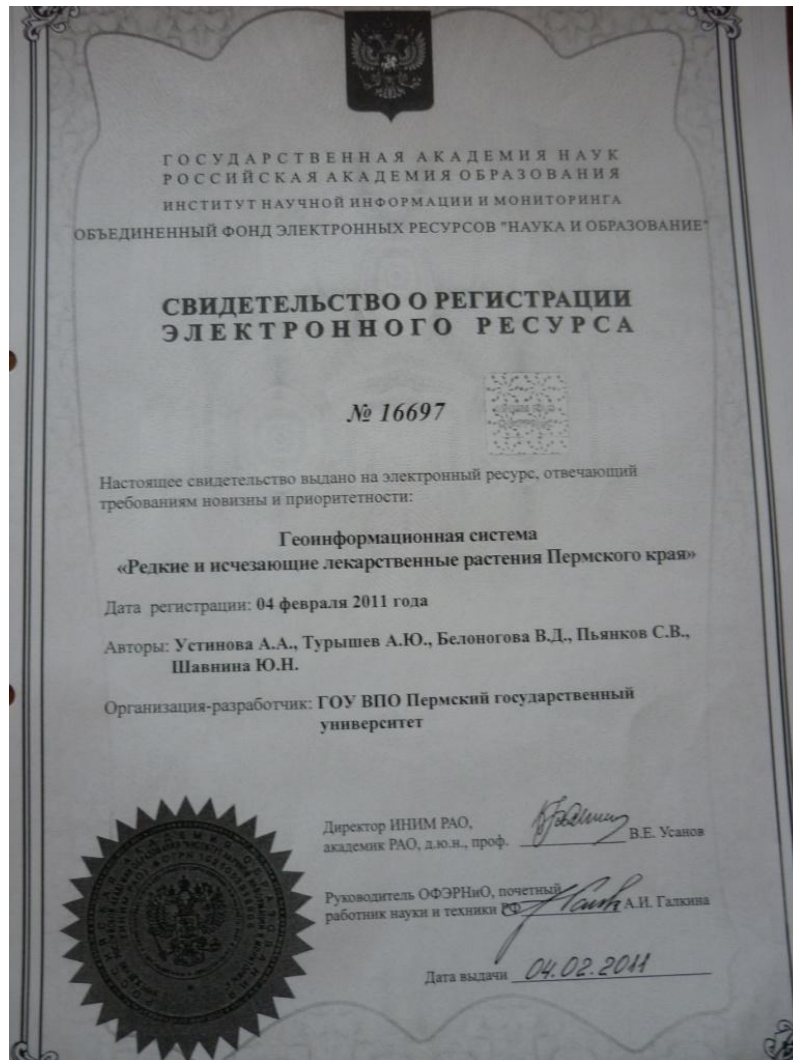 ГОСУДАРСТВЕННАЯ АКАДЕМИЯ НАУК
РОССИЙСКАЯ АКАДЕМИЯ ОБРАЗОВАНИЯ
ИНСТИТУТ НАУЧНОЙ ИНФОРМАЦИИ И МОНИТОРИНГА
ОБЪЕДИНЕННЫЙ ФОНД ЭЛЕКТРОННЫХ РЕСУРСОВ "НАУКА И ОБРАЗОВАНИЕ"
СВИДЕТЕЛЬСТВО О РЕГИСТРАЦИИ
ЭЛЕКТРОННОГО РЕСУРСА
№ 16697
Настоящее свидетельство выдано на электронный ресурс, отвечающий
требованиям новизны и приоритетности:
Геоинформационная система
«Редкие и исчезающие лекарственные растения Пермского края»
Дата регистрации: 04 февраля 2011 года
Авторы: Устинова А.А., Турышев А.Ю., Белоногова В.Д., Пьянков С.В.,
Шавнина Ю.Н.
Организация-разработчик: ГОУ ВПО Пермский государственный
университет
Директор ИНИМ РАО,
академик РАО, д.ю.н., проф. В.Е. Усанов
Руководитель ОФЭРНиО, почетный
работник науки и техники РФ А.И. Галкина
Дата выдачи 04.02.2011